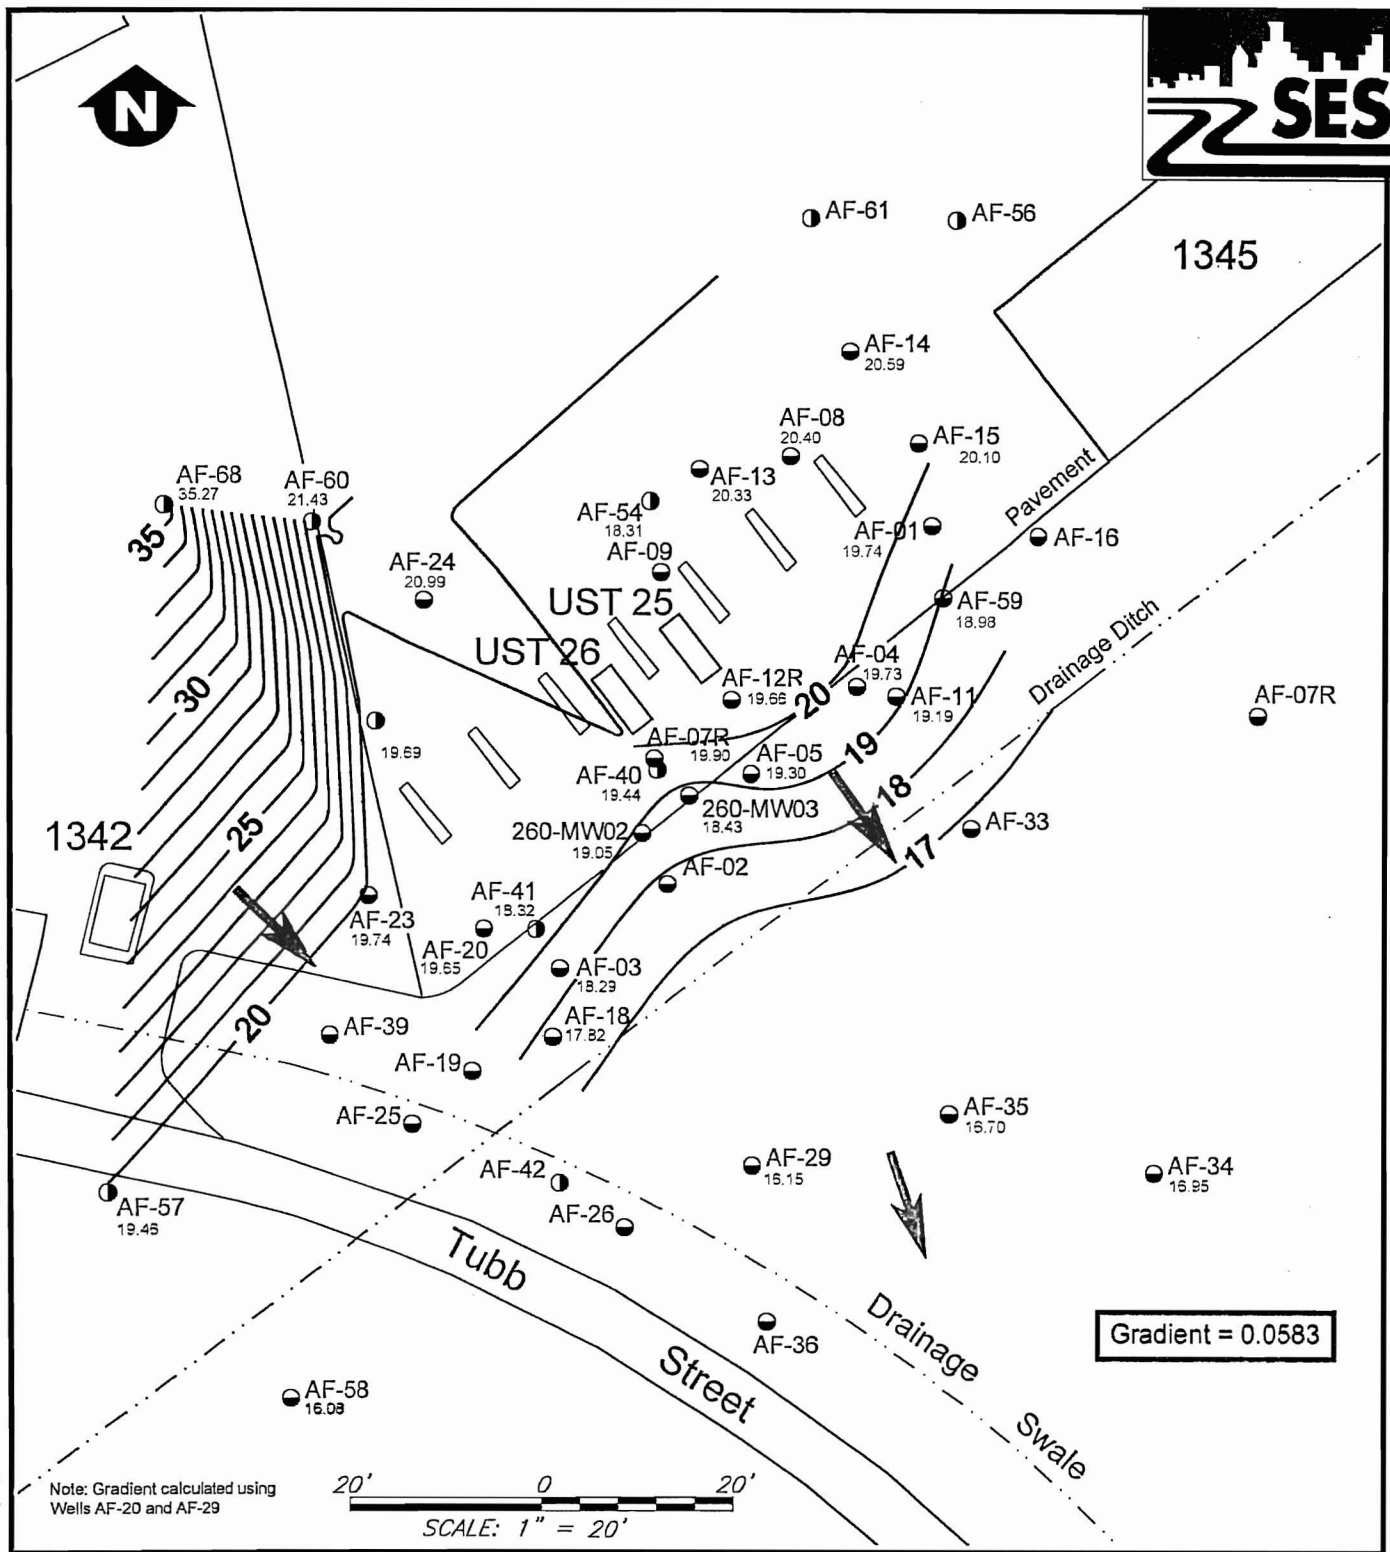 N
SES
AF-61
AF-56
1345
AF-14
20.59
AF-08
20.40
AF-15
20.10
AF-68
35.27
AF-60
21.43
AF-13
20.33
Pavement
AF-54
18.31
AF-01
19.74
AF-16
35
AF-24
20.99
AF-09
UST 25
AF-59
18.98
Drainage Ditch
UST 26
AF-04
19.73
30
AF-12R
19.66
20
AF-11
19.19
AF-07R
19.69
AF-07R
19.90
AF-05
19.30
19
AF-40
19.44
18
260-MW03
18.43
1342
25
260-MW02
19.05
AF-33
17
AF-02
AF-41
18.32
AF-23
19.74
AF-20
19.65
AF-03
18.29
20
AF-39
AF-18
17.82
AF-19
AF-25
AF-35
16.70
AF-42
AF-29
16.15
AF-34
16.95
AF-57
19.46
AF-26
Tubb
Street
Drainage
Swale
AF-36
Gradient = 0.0583
AF-58
16.08
Note: Gradient calculated using
Wells AF-20 and AF-29
20' 0 20'
SCALE: 1" = 20'